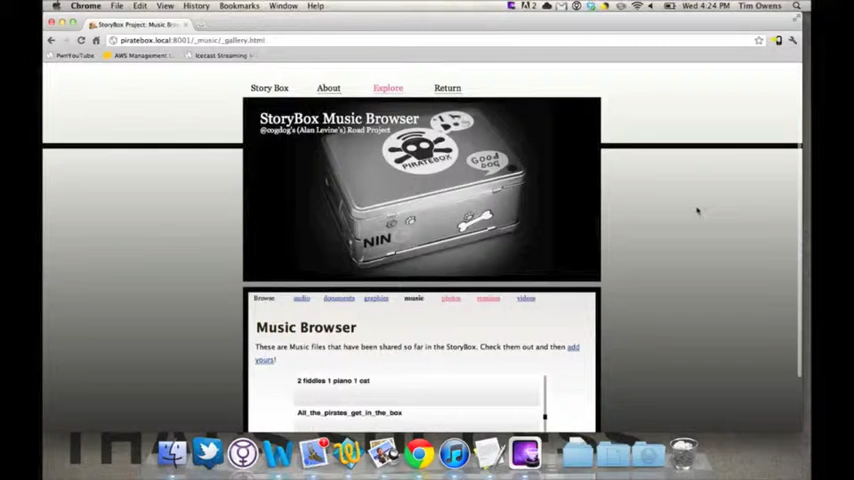 Chrome File Edit View History Bookmarks Window Help
Wed 4:24 PM Tim Owens
StoryBox Project: Music Bro
piratebox.local:8001/_music/_gallery.html
PwnYouTube AWS Management Icecast Streaming
Story Box About Explore Return
StoryBox Music Browser
@cogdog's (Alan Levine's) Road Project
PIRATEBOX
Good dog
NIN
Browse audio documents graphics music photos remixes videos
Music Browser
These are Music files that have been shared so far in the StoryBox. Check them out and then add
yours!
2 fiddles 1 piano 1 cat
All_the_pirates_get_in_the_box